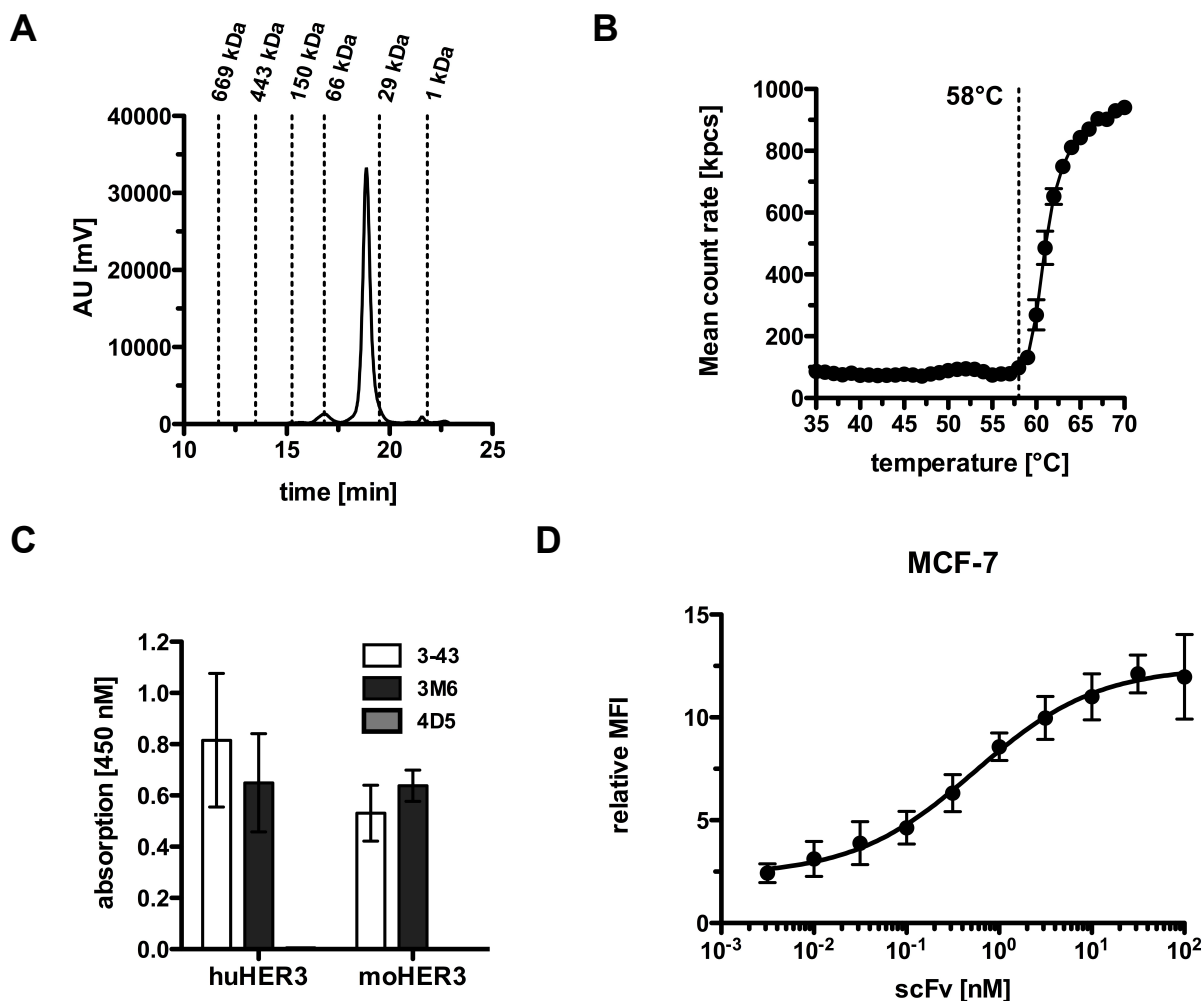 A
669 kDa
443 kDa
150 kDa
66 kDa
29 kDa
1 kDa
40000
30000
20000
10000
0
AU [mV]
10 15 20 25
time [min]
B
58°C
1000
800
600
400
200
0
Mean count rate [kpcs]
35 40 45 50 55 60 65 70
temperature [°C]
C
1.2
1.0
0.8
0.6
0.4
0.2
0.0
absorption [450 nM]
3-43
3M6
4D5
huHER3 moHER3
D
MCF-7
15
10
5
0
relative MFI
10-3 10-2 10-1 100 101 102
scFv [nM]